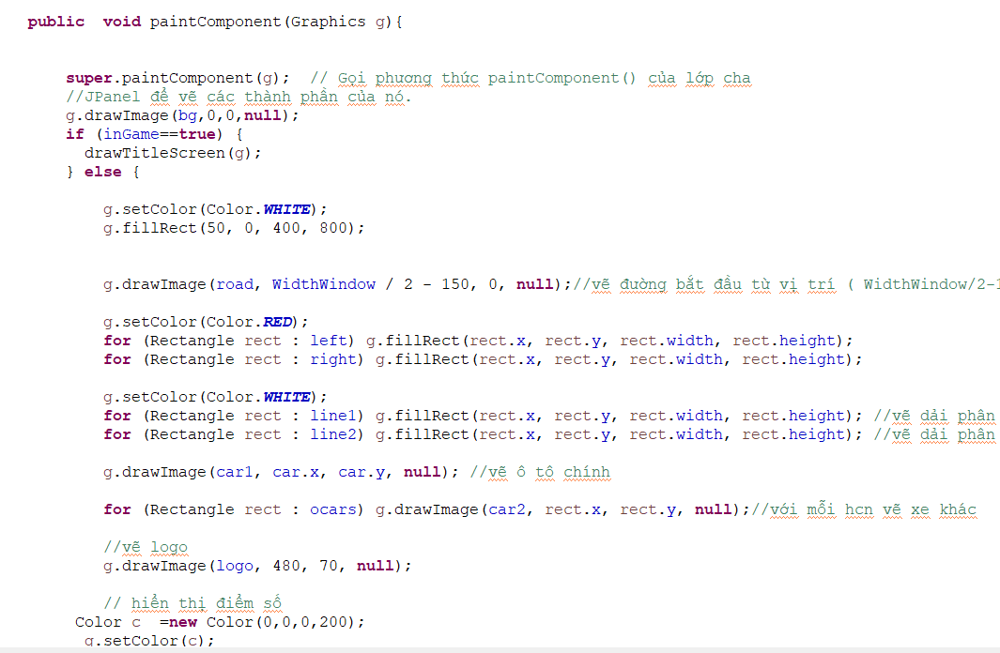 public  void paintComponent(Graphics g){
super.paintComponent(g);  // Gọi phương thức paintComponent() của lớp cha
//JPanel để vẽ các thành phần của nó.
g.drawImage(bg,0,0,null);
if (inGame==true) {
drawTitleScreen(g);
} else {
g.setColor(Color.WHITE);
g.fillRect(50, 0, 400, 800);
g.drawImage(road, WidthWindow / 2 - 150, 0, null);//vẽ đường bắt đầu từ vị trí ( WidthWindow/2-1
g.setColor(Color.RED);
for (Rectangle rect : left) g.fillRect(rect.x, rect.y, rect.width, rect.height);
for (Rectangle rect : right) g.fillRect(rect.x, rect.y, rect.width, rect.height);
g.setColor(Color.WHITE);
for (Rectangle rect : line1) g.fillRect(rect.x, rect.y, rect.width, rect.height); //vẽ dải phân
for (Rectangle rect : line2) g.fillRect(rect.x, rect.y, rect.width, rect.height); //vẽ dải phân
g.drawImage(car1, car.x, car.y, null); //vẽ ô tô chính
for (Rectangle rect : ocars) g.drawImage(car2, rect.x, rect.y, null);//với mỗi hcn vẽ xe khác
//vẽ logo
g.drawImage(logo, 480, 70, null);
// hiển thị điểm số
Color c  =new Color(0,0,0,200);
g.setColor(c);